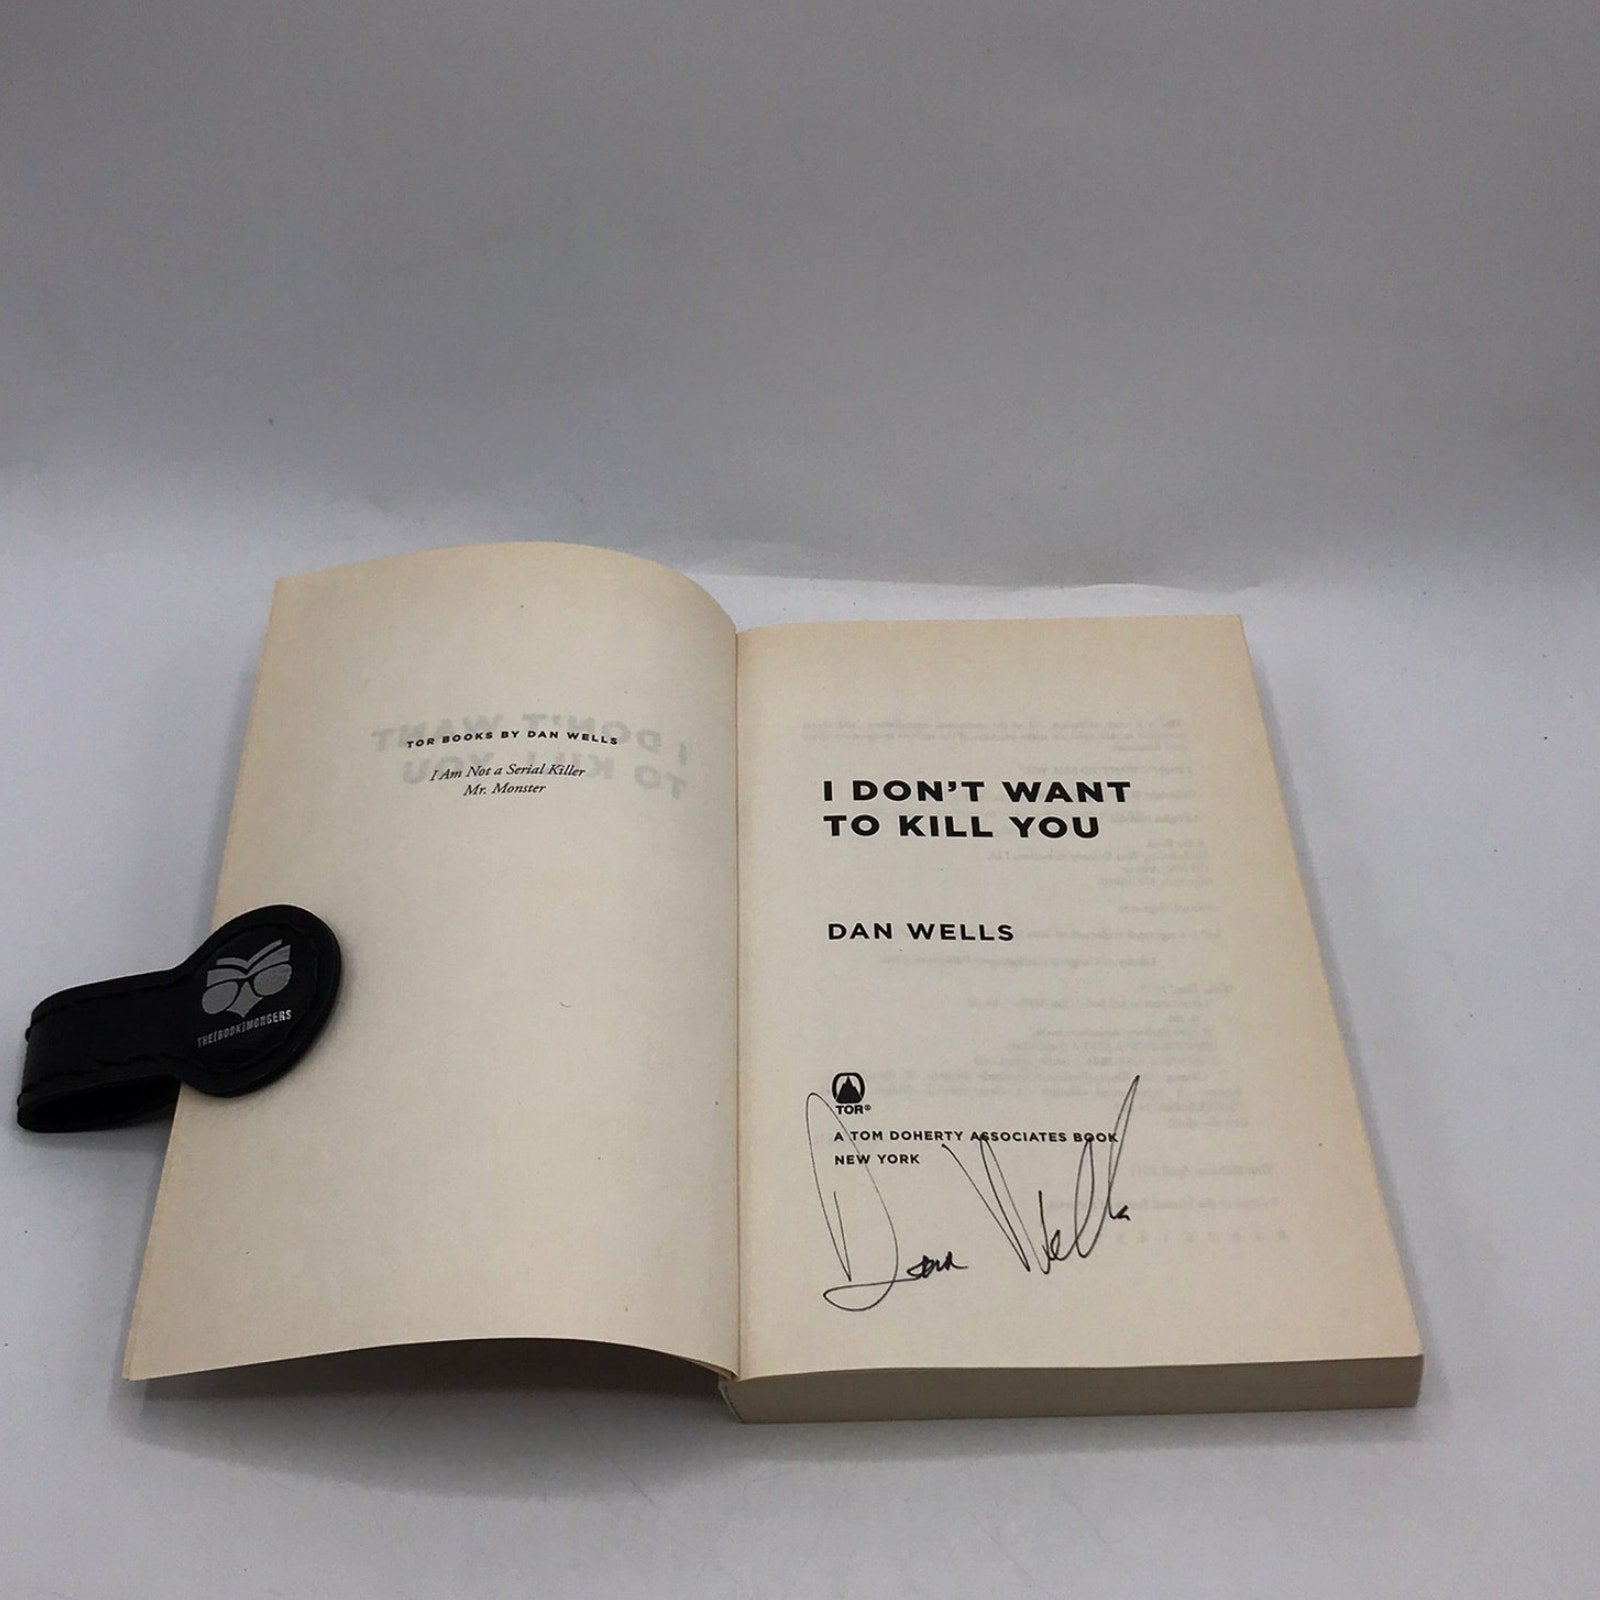 TOR BOOKS BY DAN WELLS
I Am Not a Serial Killer
Mr. Monster
THE[BOOK]MONGERS
I DON'T WANT
TO KILL YOU
DAN WELLS
TOR®
A TOM DOHERTY ASSOCIATES BOOK
NEW YORK
Dan Wells